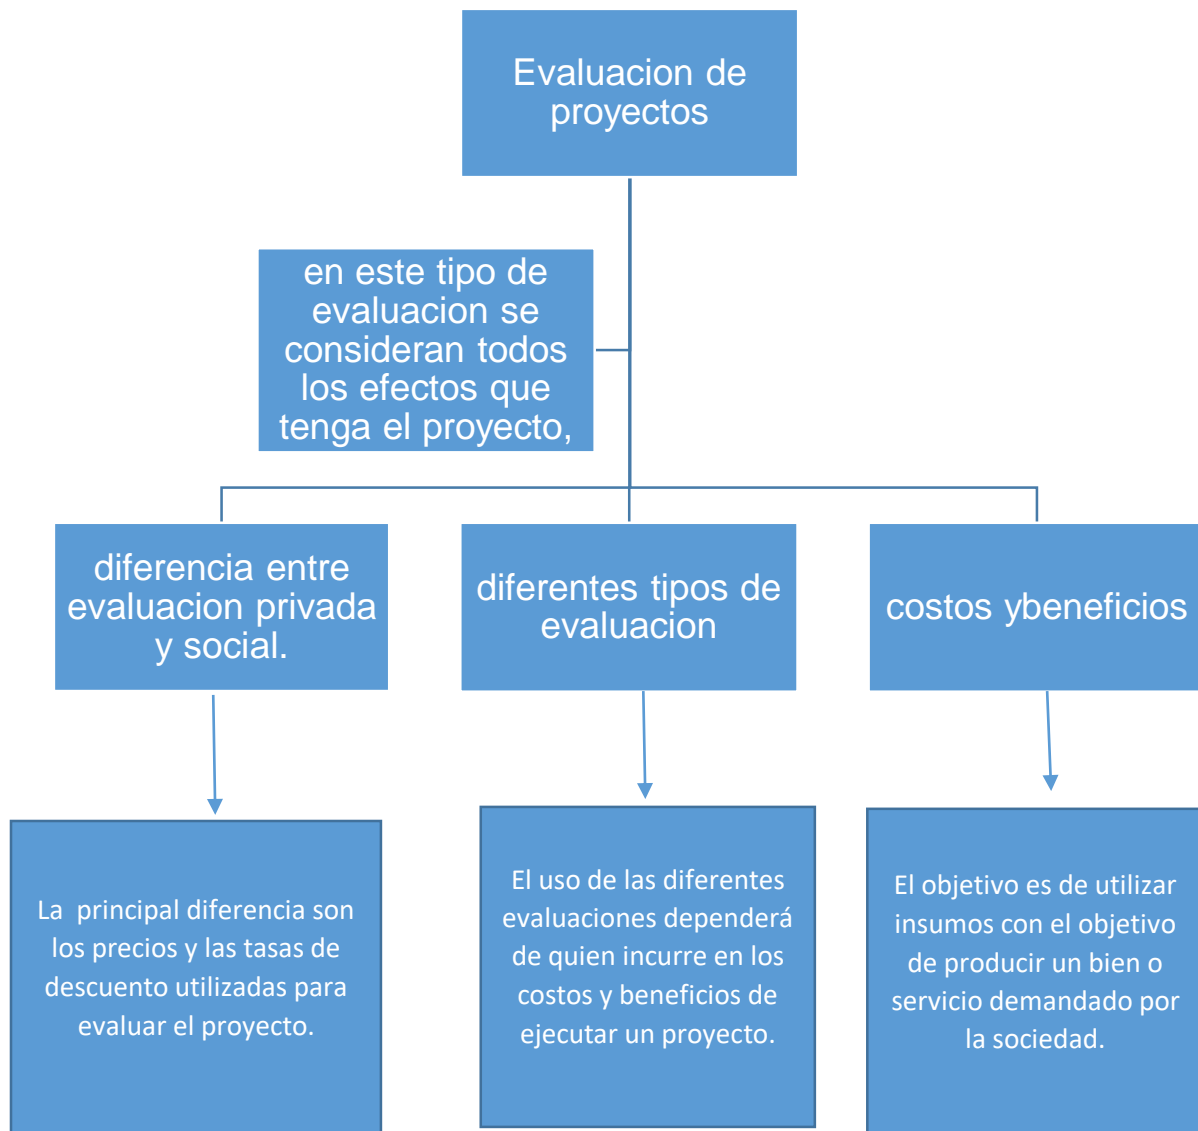 Evaluacion de
proyectos
en este tipo de
evaluacion se
consideran todos
los efectos que
tenga el proyecto,
diferencia entre
evaluacion privada
y social.
diferentes tipos de
evaluacion
costos ybeneficios
La principal diferencia son
los precios y las tasas de
descuento utilizadas para
evaluar el proyecto.
El uso de las diferentes
evaluaciones dependerá
de quien incurre en los
costos y beneficios de
ejecutar un proyecto.
El objetivo es de utilizar
insumos con el objetivo
de producir un bien o
servicio demandado por
la sociedad.